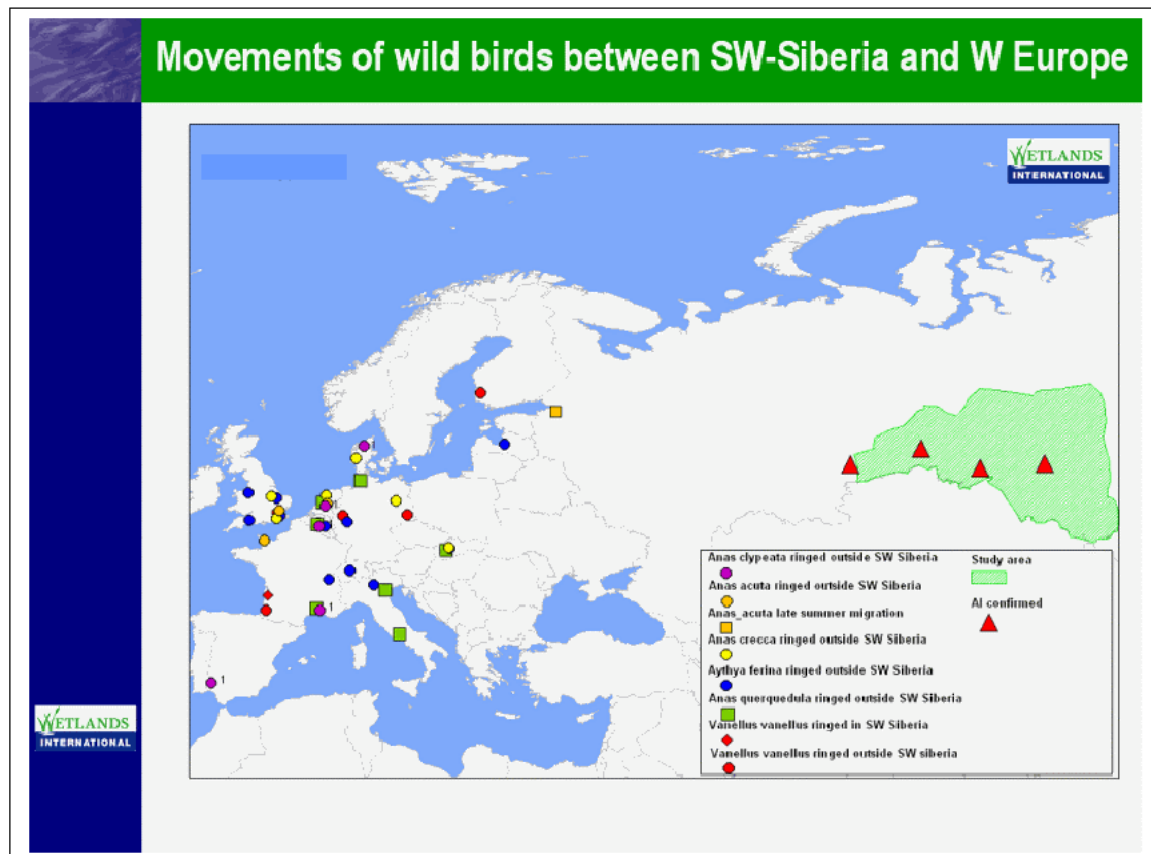 Movements of wild birds between SW-Siberia and W Europe
WETLANDS
INTERNATIONAL
1
1
1
1
Anas clypeata ringed outside SW Siberia
Anas acuta ringed outside SW Siberia
Anas_acuta late summer migration
Anas crecca ringed outside SW Siberia
Aythya ferina ringed outside SW Siberia
Anas querquedula ringed outside SW Siberia
Vanellus vanellus ringed in SW Siberia
Vanellus vanellus ringed outside SW siberia
Study area
AI confirmed
WETLANDS
INTERNATIONAL